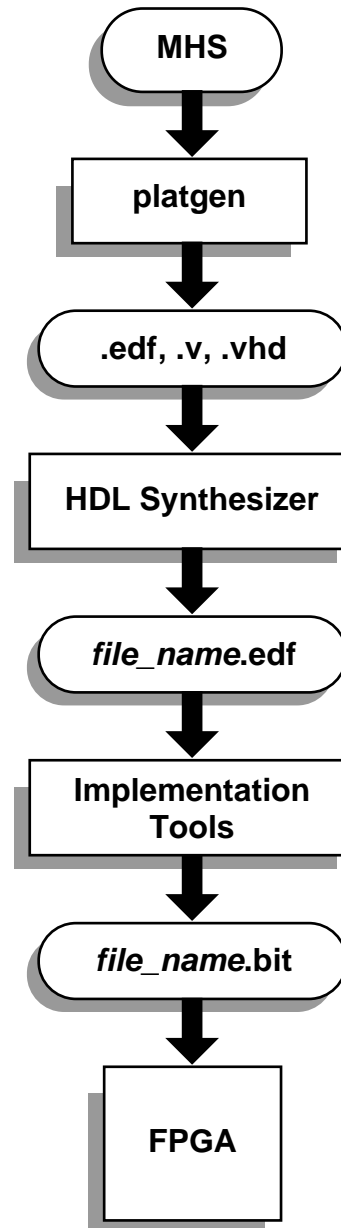 MHS
platgen
.edf, .v, .vhd
HDL Synthesizer
file_name.edf
Implementation
Tools
file_name.bit
FPGA